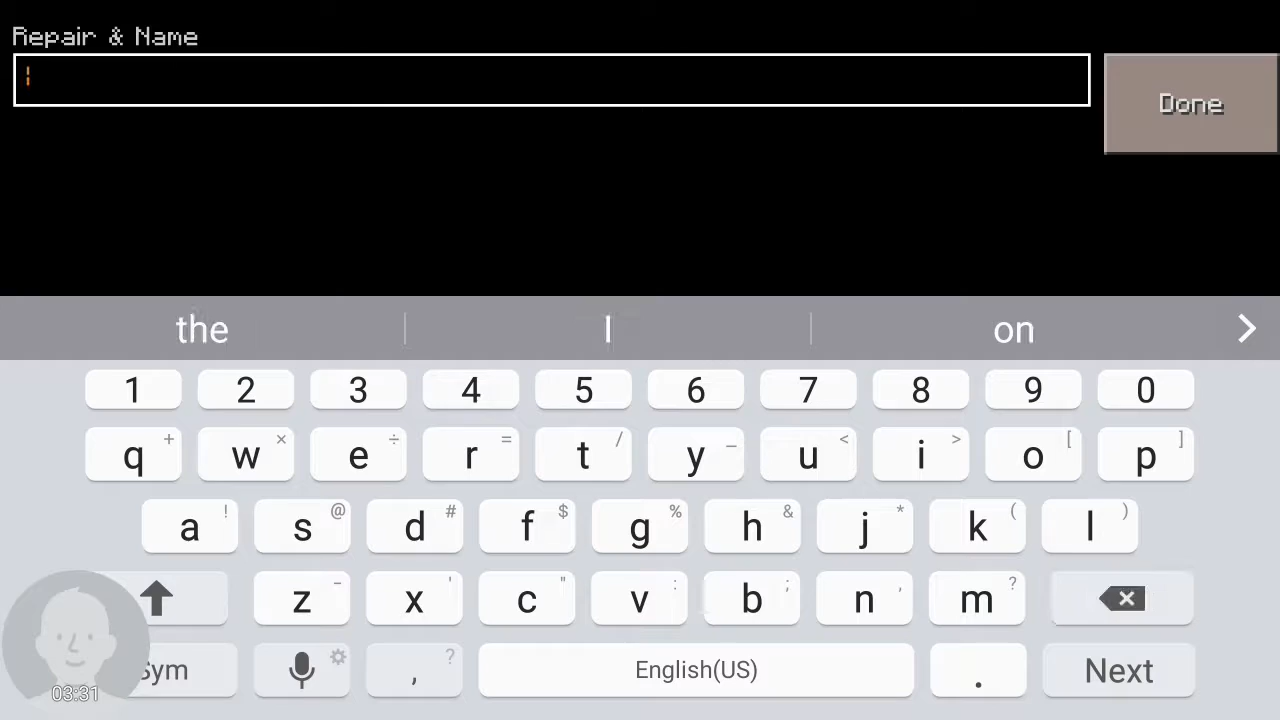 Repair & Name
Done
the I on
1 2 3 4 5 6 7 8 9 0
q + w × e ÷ r = t / y _ u < i > o [ p ]
a ! s @ d # f $ g % h & j * k ( l )
z - x ' c " v : b ; n , m ?
Sym , ? English(US) . Next
03:31